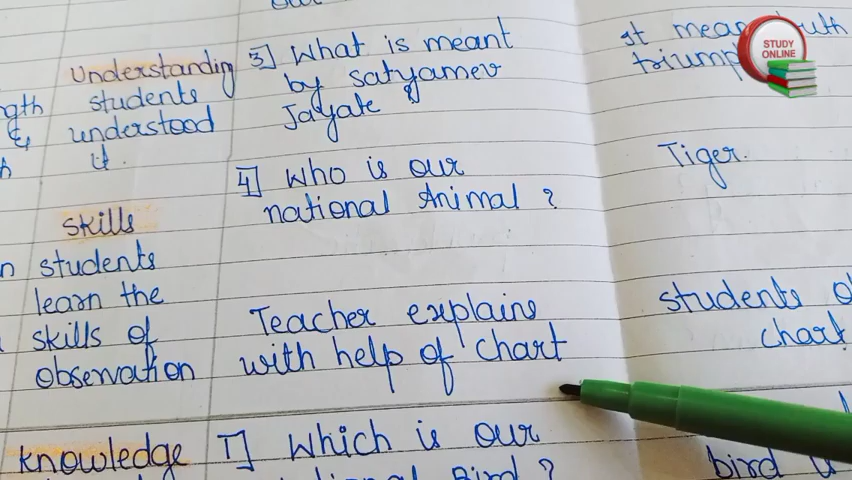 Understanding
students
understood
it.
Skills
students
learn the
skills of
observation
knowledge
3] What is meant
by Satyamev
Jayate ?
4] Who is our
national Animal ?
Teacher explains
with help of chart
1] Which is our
Bird ?
Tiger.
students
chart
bird
STUDY
ONLINE